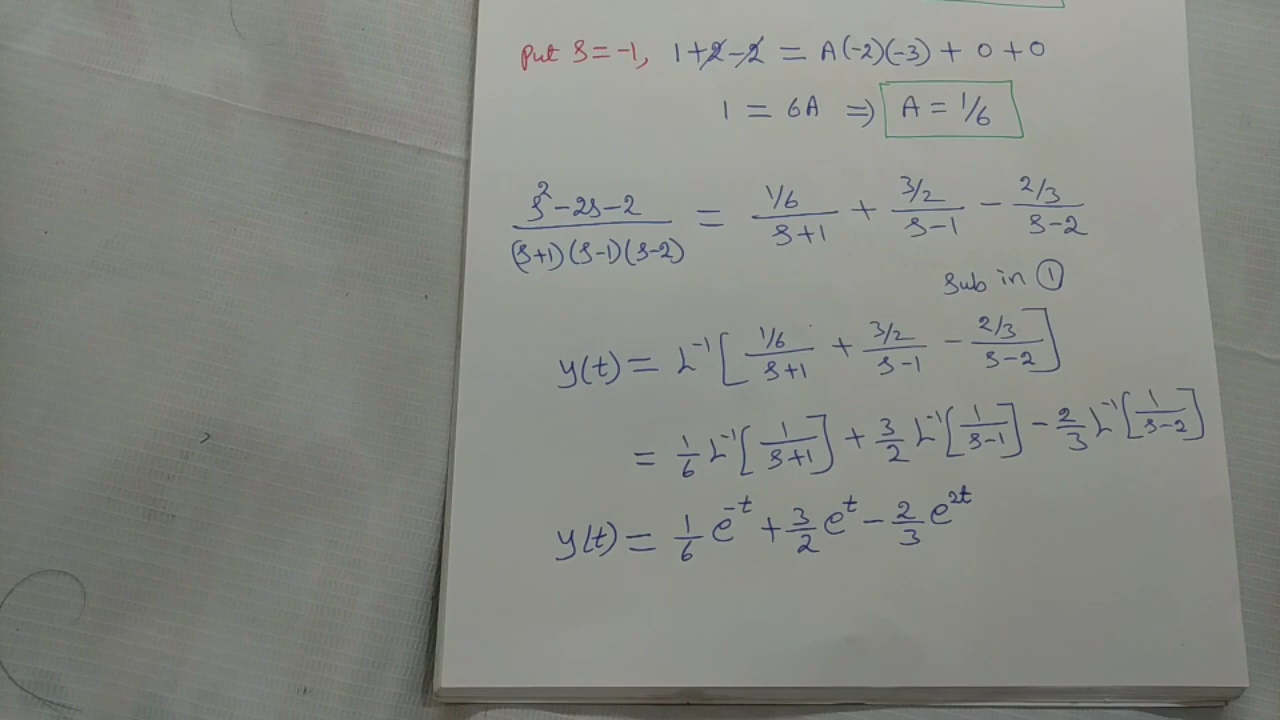 put s = -1, 1+2-2 = A(-2)(-3) + 0 + 0
1 = 6A ⇒ A = 1/6
s²-2s-2 / (s+1)(s-1)(s-2) = 1/6 / s+1 + 3/2 / s-1 - 2/3 / s-2
sub in ①
y(t) = L⁻¹[ 1/6 / s+1 + 3/2 / s-1 - 2/3 / s-2 ]
= 1/6 L⁻¹[ 1 / s+1 ] + 3/2 L⁻¹[ 1 / s-1 ] - 2/3 L⁻¹[ 1 / s-2 ]
y(t) = 1/6 e^-t + 3/2 e^t - 2/3 e^2t